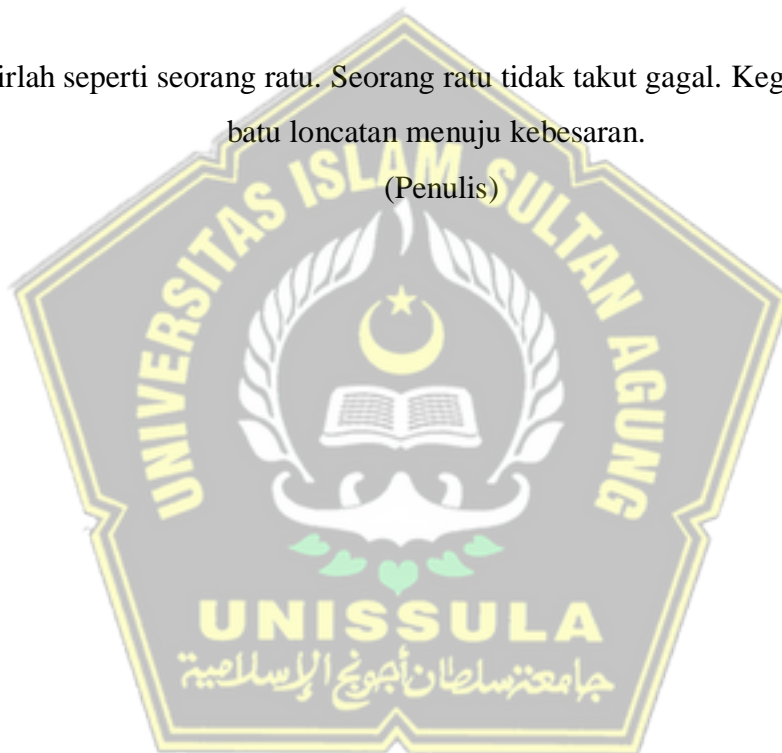 irlah seperti seorang ratu. Seorang ratu tidak takut gagal. Keg
batu loncatan menuju kebesaran.
(Penulis)
UNIVERSITAS ISLAM SULTAN AGUNG
UNISSULA
جامعة سلطان أجونج الإسلامية